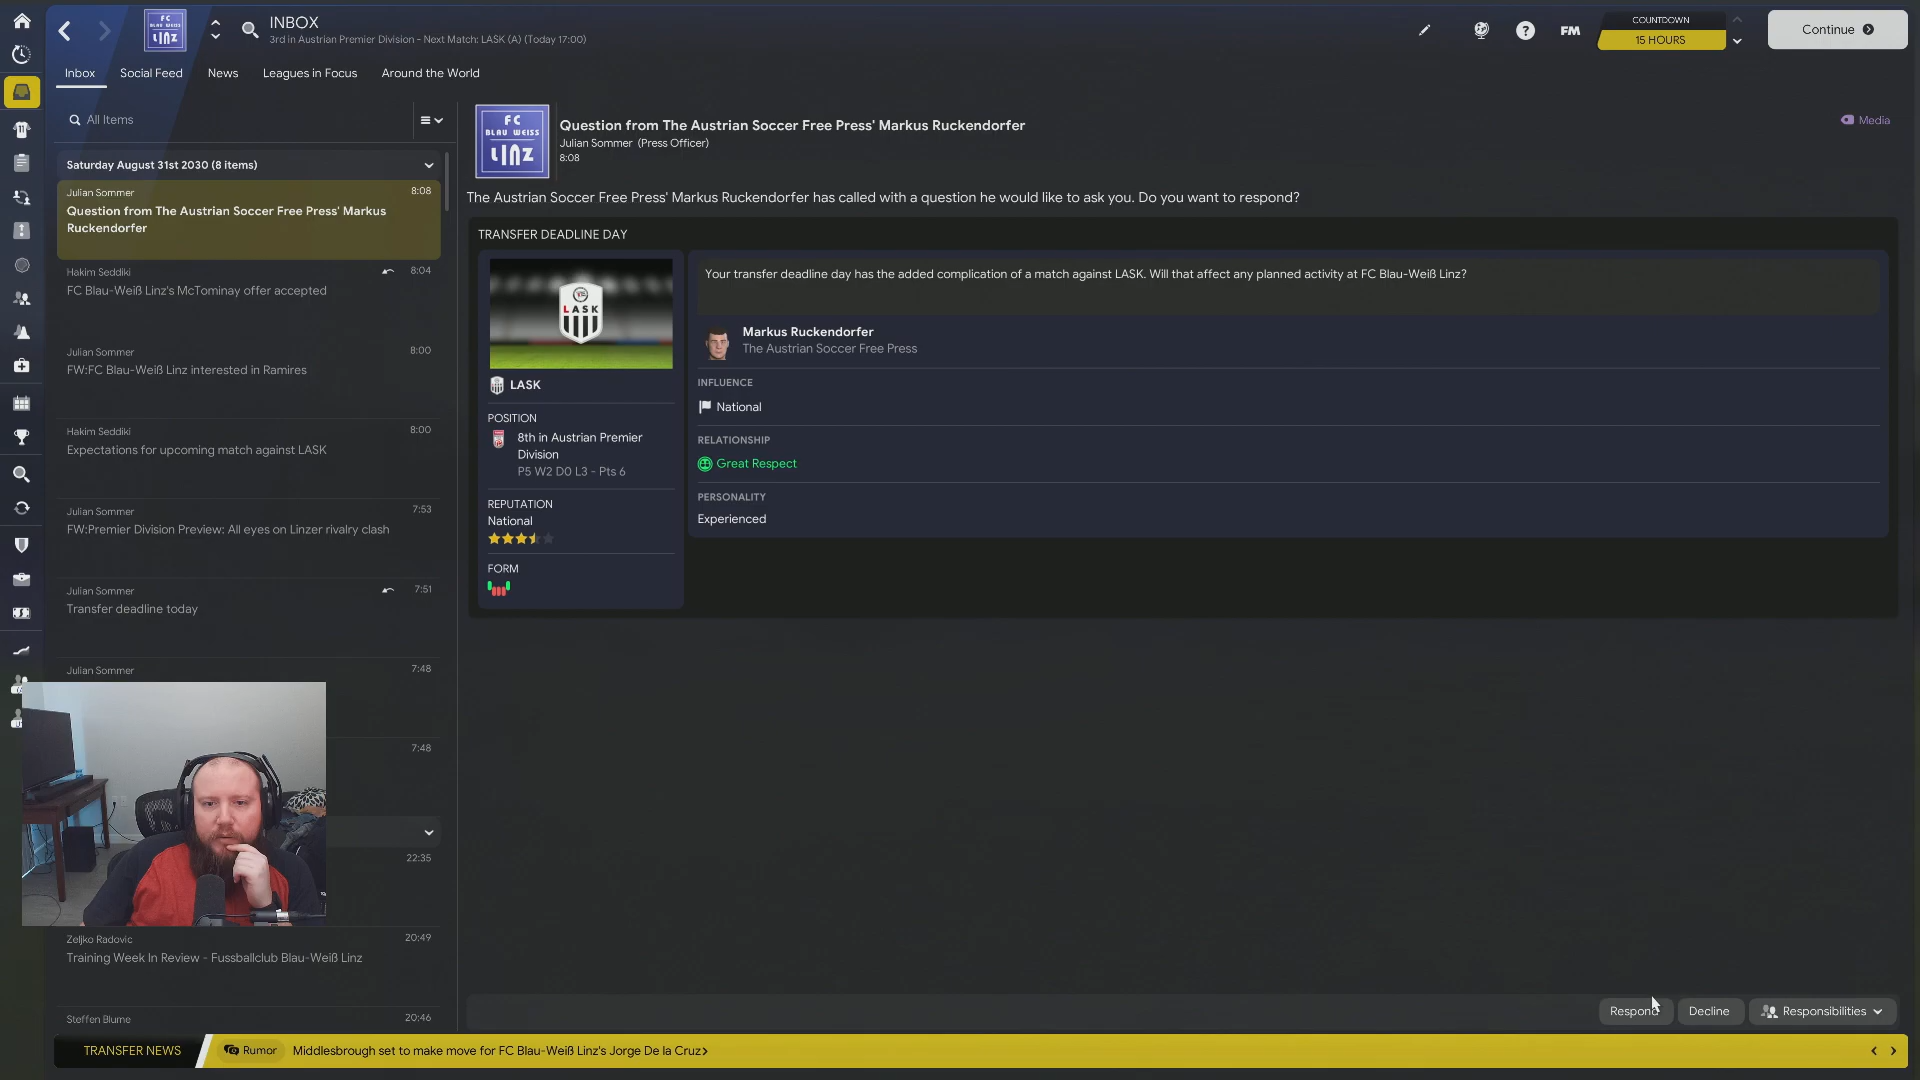 FC
BLAU WEISS
LINZ
INBOX
3rd in Austrian Premier Division - Next Match: LASK (A) (Today 17:00)
FM
COUNTDOWN
15 HOURS
Continue
Inbox
Social Feed
News
Leagues in Focus
Around the World
All Items
Saturday August 31st 2030 (8 items)
Julian Sommer
8:08
Question from The Austrian Soccer Free Press' Markus
Ruckendorfer
Hakim Seddiki
8:04
FC Blau-Weiß Linz's McTominay offer accepted
Julian Sommer
8:00
FW:FC Blau-Weiß Linz interested in Ramires
Hakim Seddiki
8:00
Expectations for upcoming match against LASK
Julian Sommer
7:53
FW:Premier Division Preview: All eyes on Linzer rivalry clash
Julian Sommer
7:51
Transfer deadline today
Julian Sommer
7:48
7:48
22:35
Zeljko Radovic
20:49
Training Week In Review - Fussballclub Blau-Weiß Linz
Steffen Blume
20:46
FC
BLAU WEISS
LINZ
Question from The Austrian Soccer Free Press' Markus Ruckendorfer
Julian Sommer (Press Officer)
8:08
Media
The Austrian Soccer Free Press' Markus Ruckendorfer has called with a question he would like to ask you. Do you want to respond?
TRANSFER DEADLINE DAY
LASK
LASK
POSITION
8th in Austrian Premier
Division
P5 W2 D0 L3 - Pts 6
REPUTATION
National
FORM
Your transfer deadline day has the added complication of a match against LASK. Will that affect any planned activity at FC Blau-Weiß Linz?
Markus Ruckendorfer
The Austrian Soccer Free Press
INFLUENCE
National
RELATIONSHIP
Great Respect
PERSONALITY
Experienced
Respond
Decline
Responsibilities
TRANSFER NEWS
Rumor
Middlesbrough set to make move for FC Blau-Weiß Linz's Jorge De la Cruz>